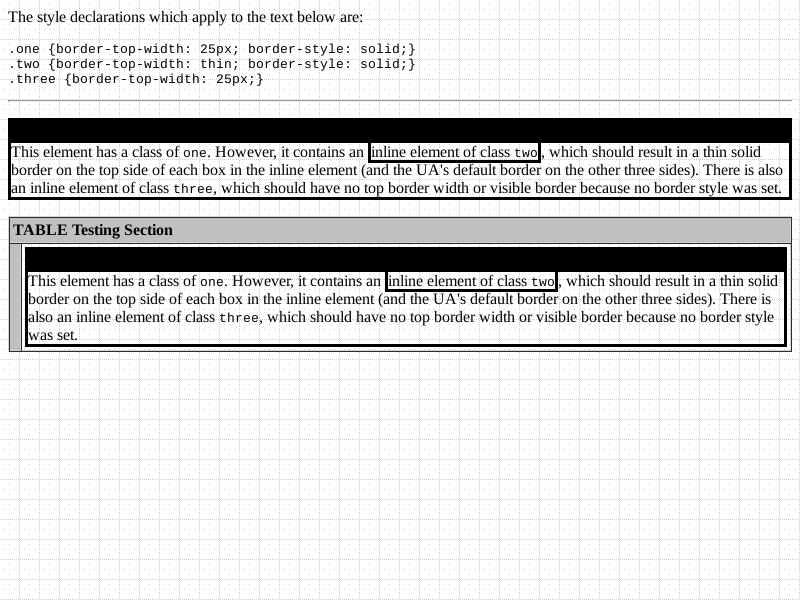 The style declarations which apply to the text below are:
.one {border-top-width: 25px; border-style: solid;}
.two {border-top-width: thin; border-style: solid;}
.three {border-top-width: 25px;}
This element has a class of one. However, it contains an inline element of class two, which should result in a thin solid
border on the top side of each box in the inline element (and the UA's default border on the other three sides). There is also
an inline element of class three, which should have no top border width or visible border because no border style was set.
TABLE Testing Section
This element has a class of one. However, it contains an inline element of class two, which should result in a thin solid
border on the top side of each box in the inline element (and the UA's default border on the other three sides). There is
also an inline element of class three, which should have no top border width or visible border because no border style
was set.